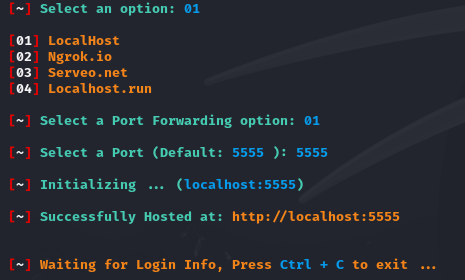 [~] Select an option: 01
[01] LocalHost
[02] Ngrok.io
[03] Serveo.net
[04] Localhost.run
[~] Select a Port Forwarding option: 01
[~] Select a Port (Default: 5555 ): 5555
[~] Initializing ... (localhost:5555)
[~] Successfully Hosted at: http://localhost:5555
[~] Waiting for Login Info, Press Ctrl + C to exit ...